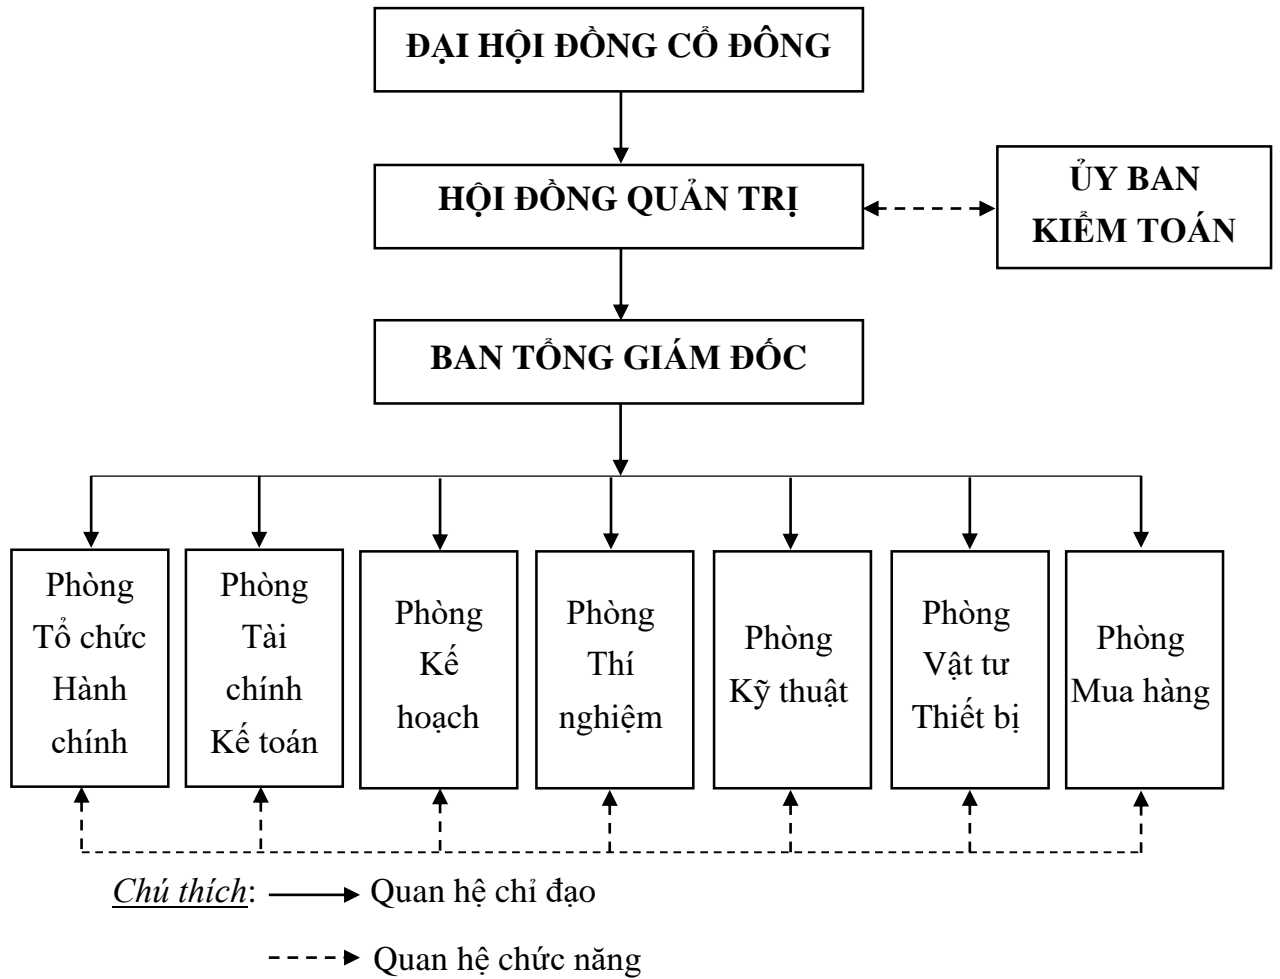 ĐẠI HỘI ĐỒNG CỔ ĐÔNG
HỘI ĐỒNG QUẢN TRỊ
ỦY BAN
KIỂM TOÁN
BAN TỔNG GIÁM ĐỐC
Phòng
Tổ chức
Hành
chính
Phòng
Tài
chính
Kế toán
Phòng
Kế
hoạch
Phòng
Thí
nghiệm
Phòng
Kỹ thuật
Phòng
Vật tư
Thiết bị
Phòng
Mua hàng
Chú thích: Quan hệ chỉ đạo
Quan hệ chức năng